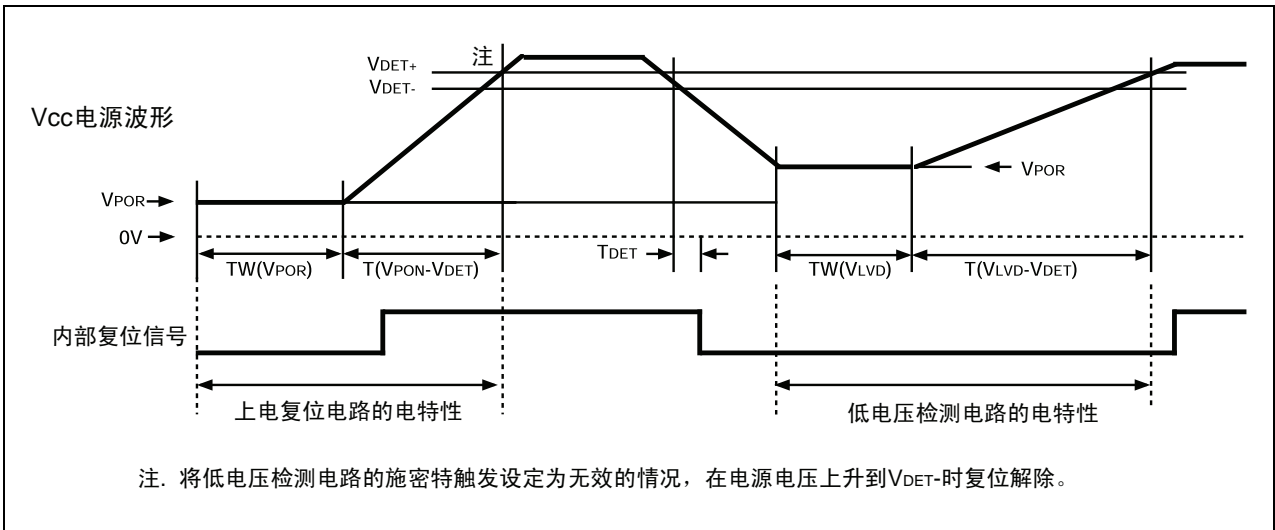 注
VDET+
VDET-
Vcc电源波形
VPOR
VPOR
0V
TDET
TW(VPOR)
T(VPON-VDET)
TW(VLVD)
T(VLVD-VDET)
内部复位信号
上电复位电路的电特性
低电压检测电路的电特性
注. 将低电压检测电路的施密特触发设定为无效的情况，在电源电压上升到VDET-时复位解除。